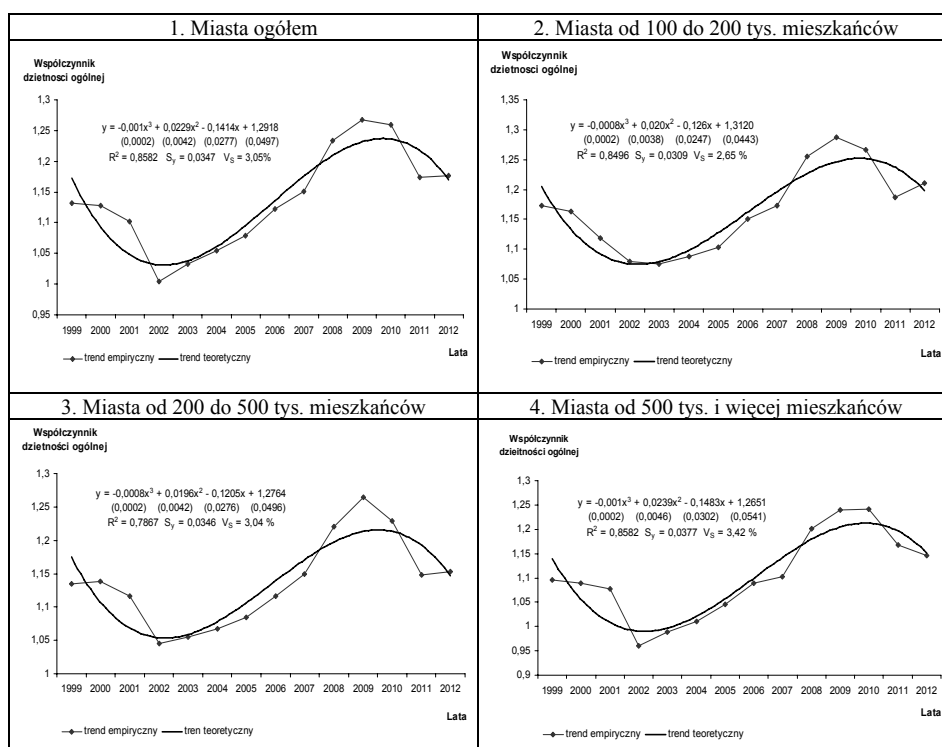 1. Miasta ogółem
Współczynnik
dzietnosci ogólnej
1,3
1,25
1,2
1,15
1,1
1,05
1
0,95
y = -0,001x³ + 0,0229x² - 0,1414x + 1,2918
(0,0002) (0,0042) (0,0277) (0,0497)
R² = 0,8582 Sy = 0,0347 VS = 3,05%
1999 2000 2001 2002 2003 2004 2005 2006 2007 2008 2009 2010 2011 2012
Lata
trend empiryczny trend teoretyczny
2. Miasta od 100 do 200 tys. mieszkańców
Współczynnik
dzietności ogólnej
1,35
1,3
1,25
1,2
1,15
1,1
1,05
1
y = -0,0008x³ + 0,020x² - 0,126x + 1,3120
(0,0002) (0,0038) (0,0247) (0,0443)
R² = 0,8496 Sy = 0,0309 VS = 2,65 %
1999 2000 2001 2002 2003 2004 2005 2006 2007 2008 2009 2010 2011 2012
Lata
trend empiryczny trend teoretyczny
3. Miasta od 200 do 500 tys. mieszkańców
Współczynnik
dzietności ogólnej
1,3
1,25
1,2
1,15
1,1
1,05
1
y = -0,0008x³ + 0,0196x² - 0,1205x + 1,2764
(0,0002) (0,0042) (0,0276) (0,0496)
R² = 0,7867 Sy = 0,0346 VS = 3,04 %
1999 2000 2001 2002 2003 2004 2005 2006 2007 2008 2009 2010 2011 2012
Lata
trend empiryczny tren teoretyczny
4. Miasta od 500 tys. i więcej mieszkańców
Współczynnik
dzieitności ogólnej
1,3
1,25
1,2
1,15
1,1
1,05
1
0,95
0,9
y = -0,001x³ + 0,0239x² - 0,1483x + 1,2651
(0,0002) (0,0046) (0,0302) (0,0541)
R² = 0,8582 Sy = 0,0377 VS = 3,42 %
1999 2000 2001 2002 2003 2004 2005 2006 2007 2008 2009 2010 2011 2012
Lata
trend empiryczny trend teoretyczny